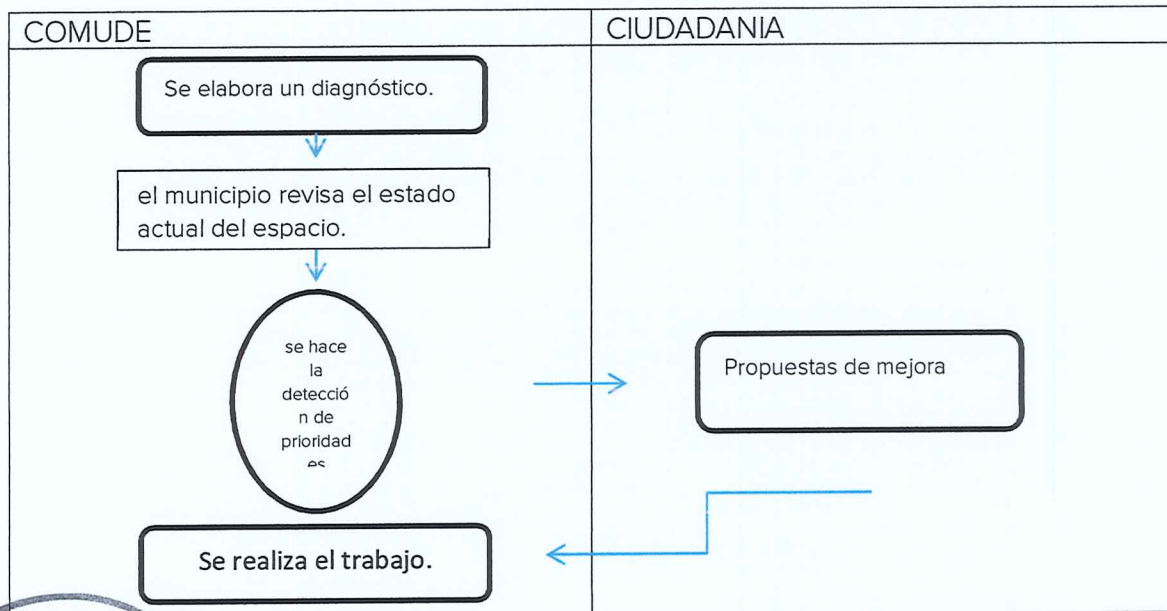 COMUDE
CIUDADANIA
Se elabora un diagnóstico.
el municipio revisa el estado
actual del espacio.
se hace
la
detecció
n de
prioridad
es
Propuestas de mejora
Se realiza el trabajo.